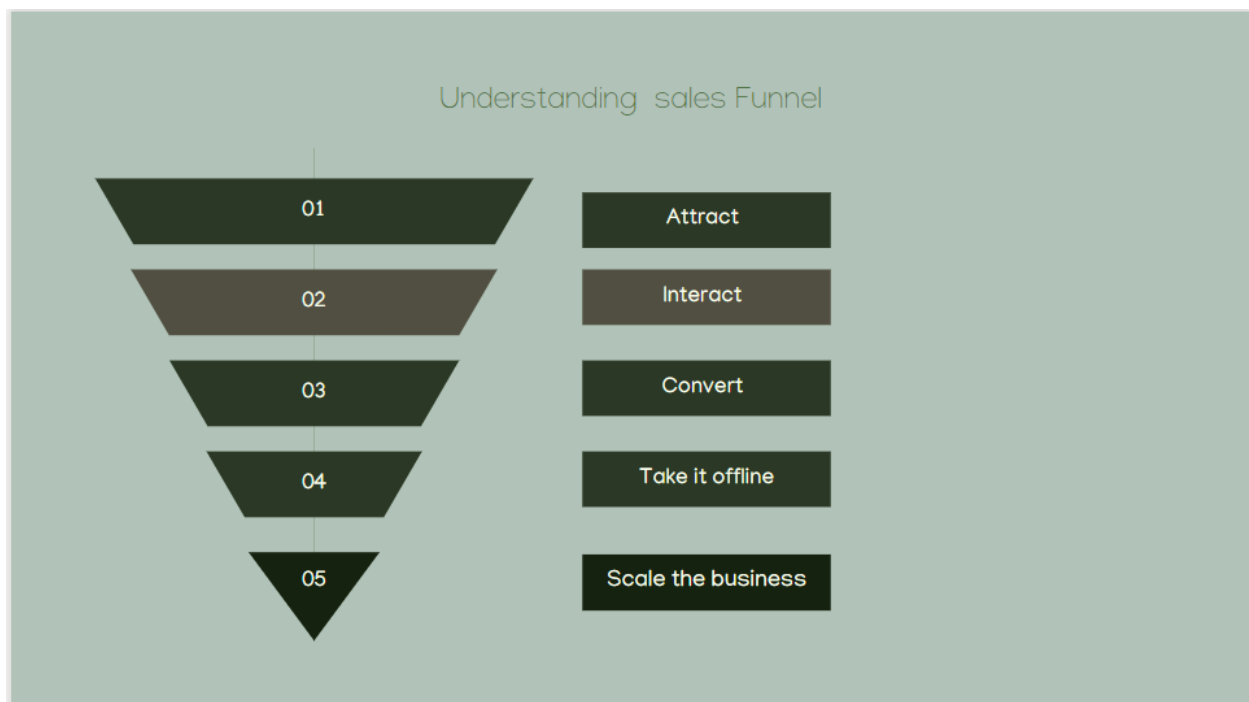 Understanding sales Funnel
01
Attract
02
Interact
03
Convert
04
Take it offline
05
Scale the business